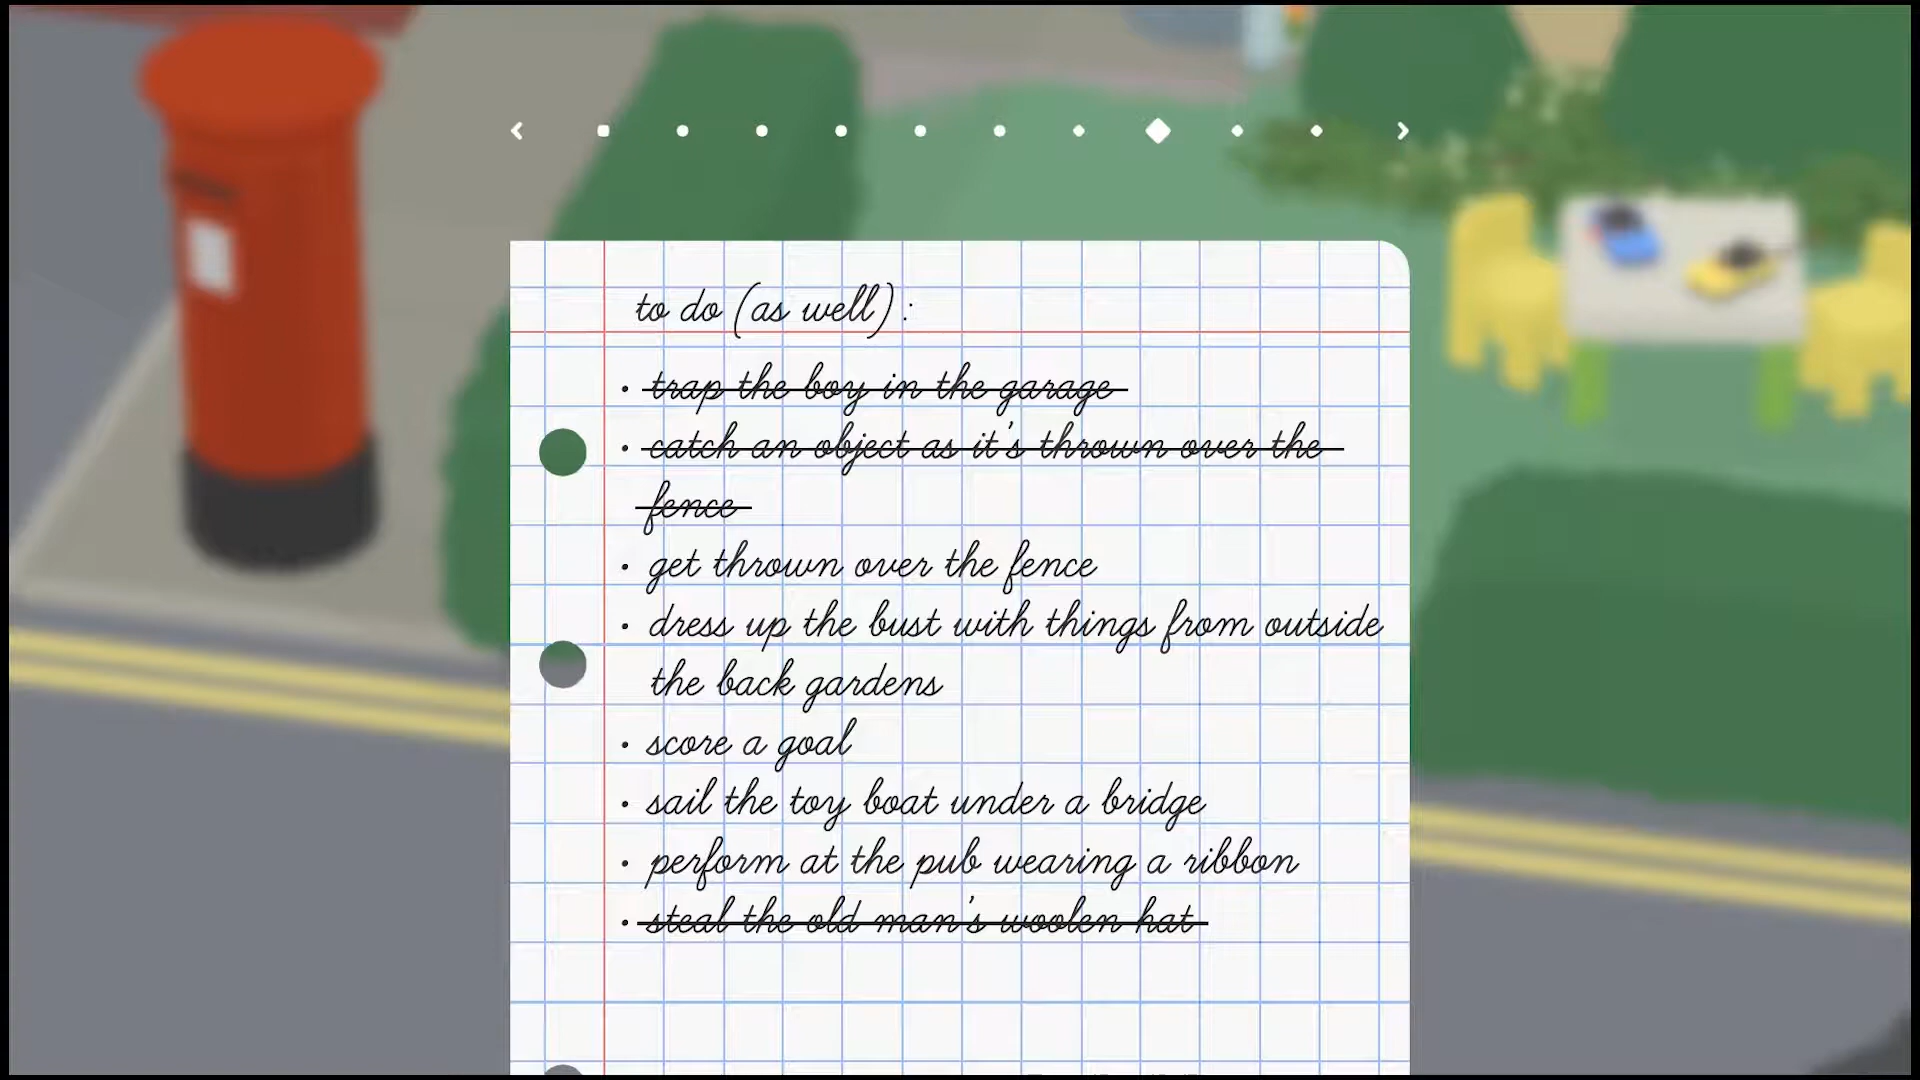 to do (as well):
• trap the boy in the garage
• catch an object as it's thrown over the
fence
• get thrown over the fence
• dress up the bust with things from outside
the back gardens
• score a goal
• sail the toy boat under a bridge
• perform at the pub wearing a ribbon
• steal the old man's woolen hat